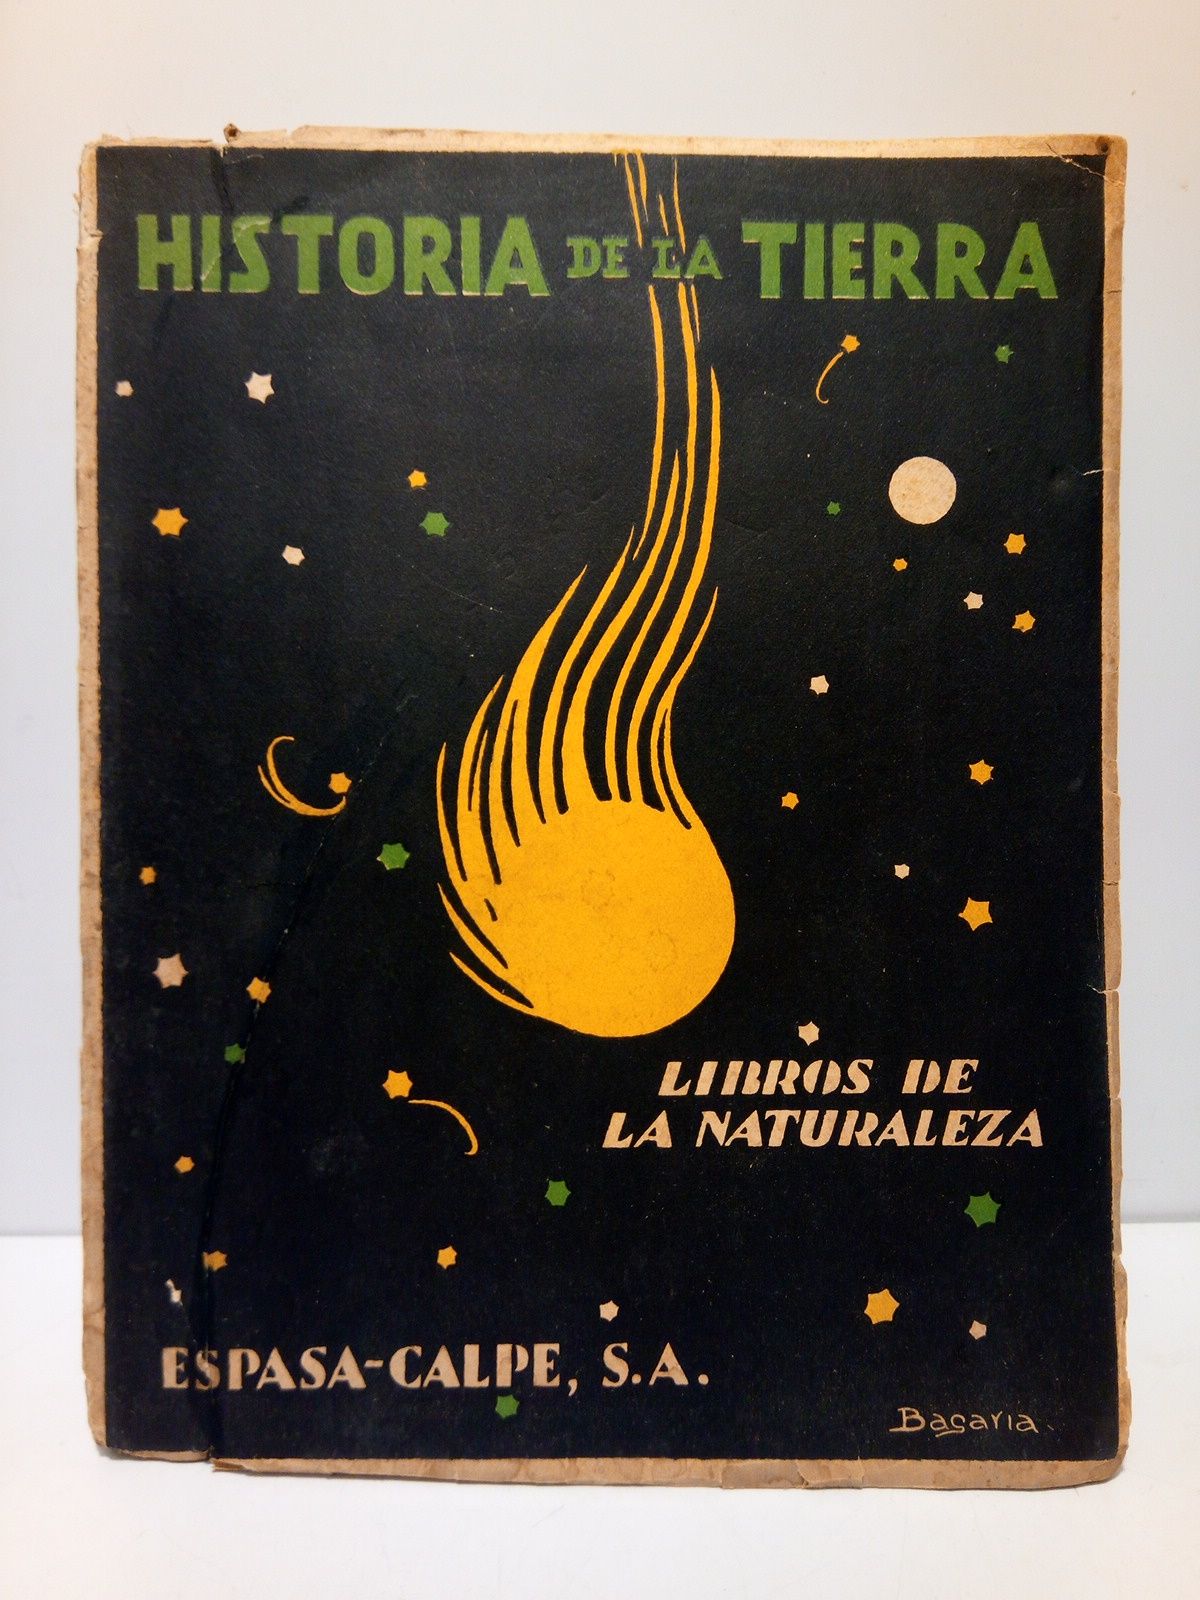 HISTORIA DE LA TIERRA
LIBROS DE
LA NATURALEZA
ESPASA-CALPE, S.A.
Bagaria.